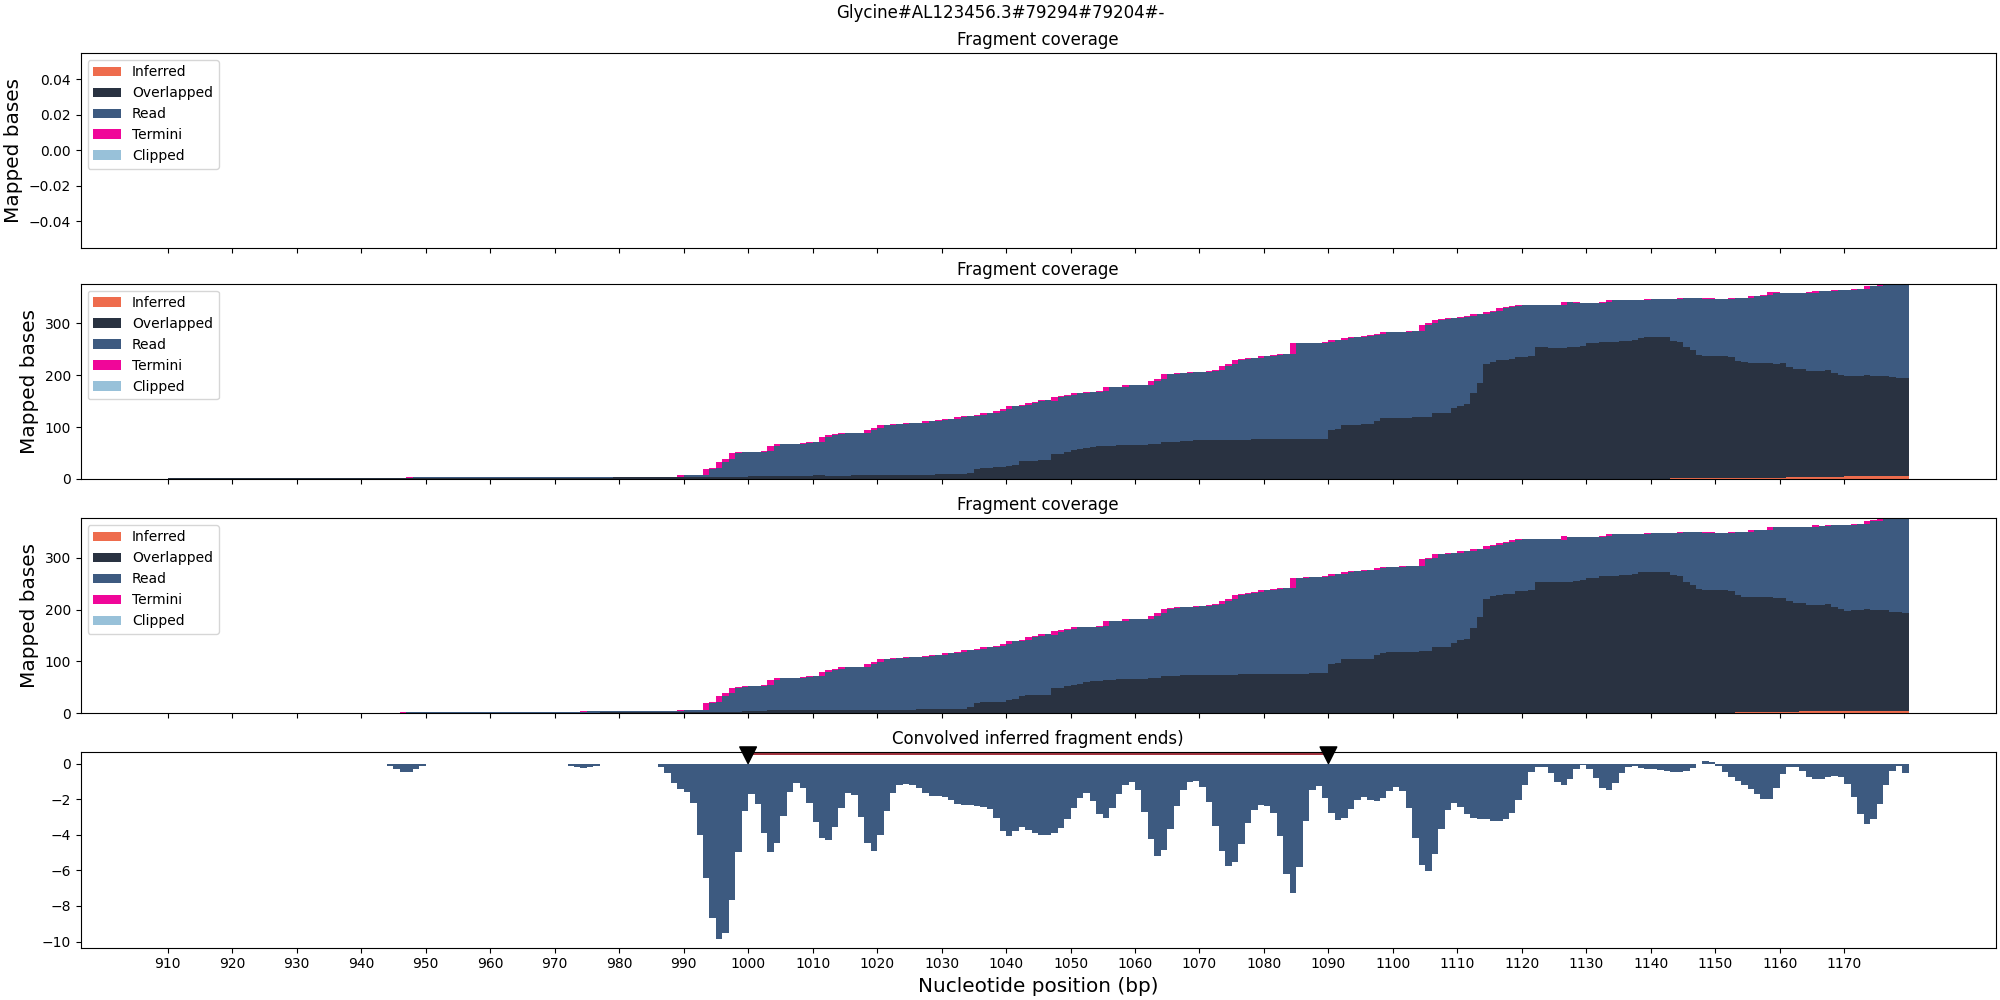 Glycine#AL123456.3#79294#79204#-
Fragment coverage
Mapped bases
0.04
0.02
0.00
−0.02
−0.04
Inferred
Overlapped
Read
Termini
Clipped
Fragment coverage
Mapped bases
300
200
100
0
Inferred
Overlapped
Read
Termini
Clipped
Fragment coverage
Mapped bases
300
200
100
0
Inferred
Overlapped
Read
Termini
Clipped
Convolved inferred fragment ends)
0
−2
−4
−6
−8
−10
910 920 930 940 950 960 970 980 990 1000 1010 1020 1030 1040 1050 1060 1070 1080 1090 1100 1110 1120 1130 1140 1150 1160 1170
Nucleotide position (bp)